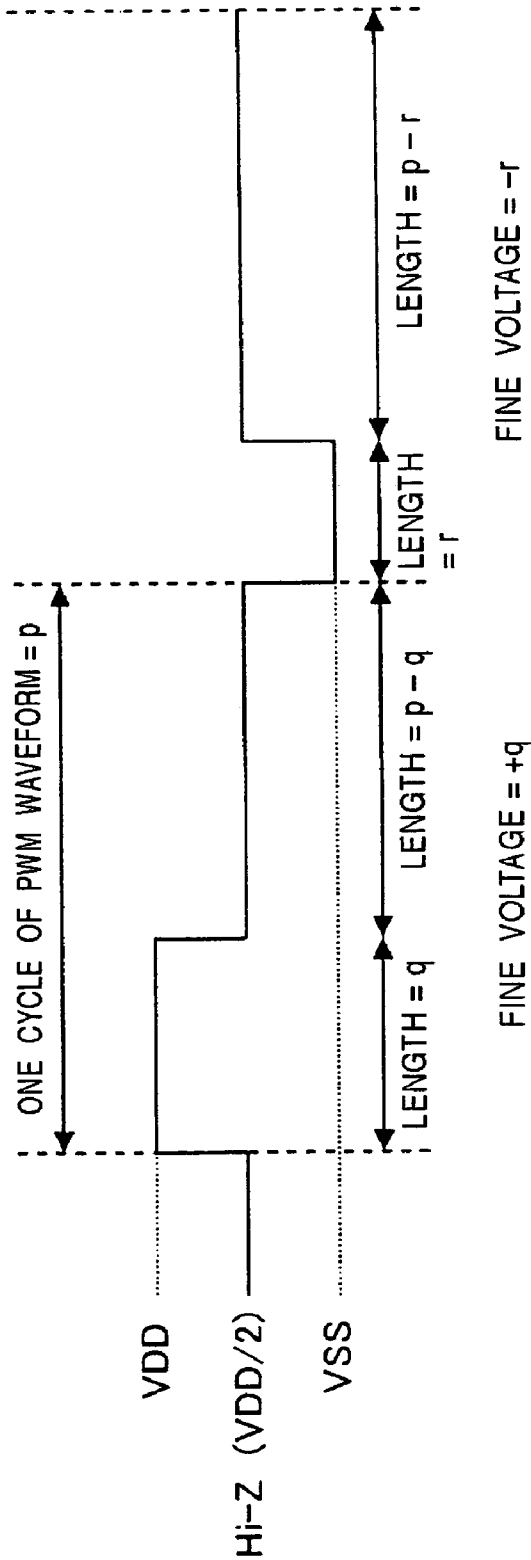 ONE CYCLE OF PWM WAVEFORM = p
VDD
Hi-Z (VDD/2)
VSS
LENGTH = q
LENGTH = p - q
LENGTH
= r
LENGTH = p - r
FINE VOLTAGE = +q
FINE VOLTAGE = -r